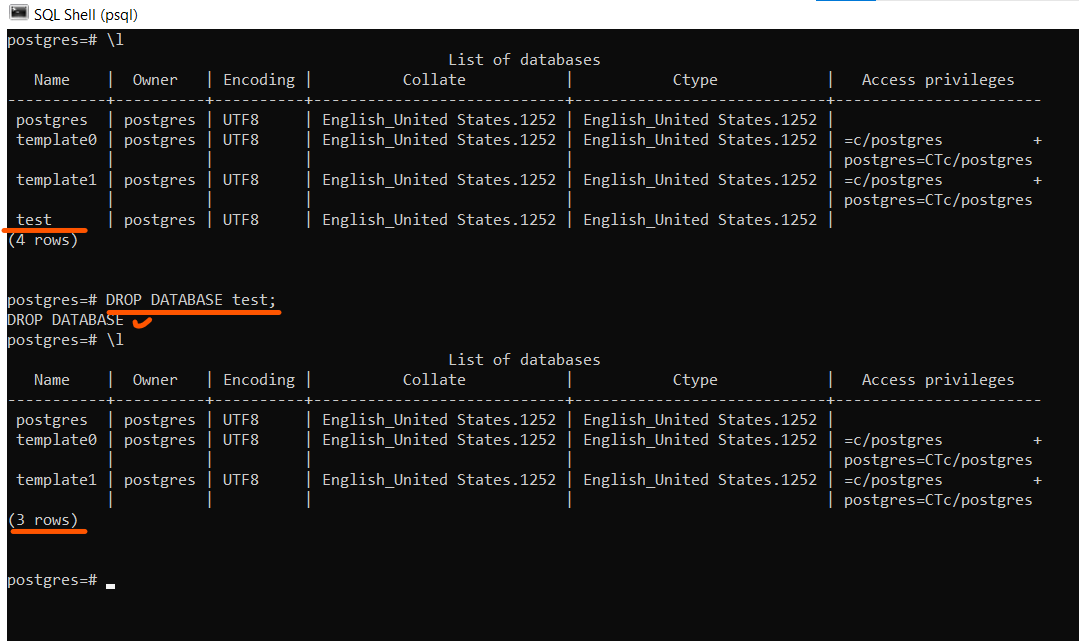 SQL Shell (psql)
postgres=# \l
                                                 List of databases
   Name    |  Owner   | Encoding |          Collate           |           Ctype            |   Access privileges
-----------+----------+----------+----------------------------+----------------------------+-----------------------
 postgres  | postgres | UTF8     | English_United States.1252 | English_United States.1252 |
 template0 | postgres | UTF8     | English_United States.1252 | English_United States.1252 | =c/postgres          +
           |          |          |                            |                            | postgres=CTc/postgres
 template1 | postgres | UTF8     | English_United States.1252 | English_United States.1252 | =c/postgres          +
           |          |          |                            |                            | postgres=CTc/postgres
 test      | postgres | UTF8     | English_United States.1252 | English_United States.1252 |
(4 rows)
postgres=# DROP DATABASE test;
DROP DATABASE
postgres=# \l
                                                 List of databases
   Name    |  Owner   | Encoding |          Collate           |           Ctype            |   Access privileges
-----------+----------+----------+----------------------------+----------------------------+-----------------------
 postgres  | postgres | UTF8     | English_United States.1252 | English_United States.1252 |
 template0 | postgres | UTF8     | English_United States.1252 | English_United States.1252 | =c/postgres          +
           |          |          |                            |                            | postgres=CTc/postgres
 template1 | postgres | UTF8     | English_United States.1252 | English_United States.1252 | =c/postgres          +
           |          |          |                            |                            | postgres=CTc/postgres
(3 rows)
postgres=#